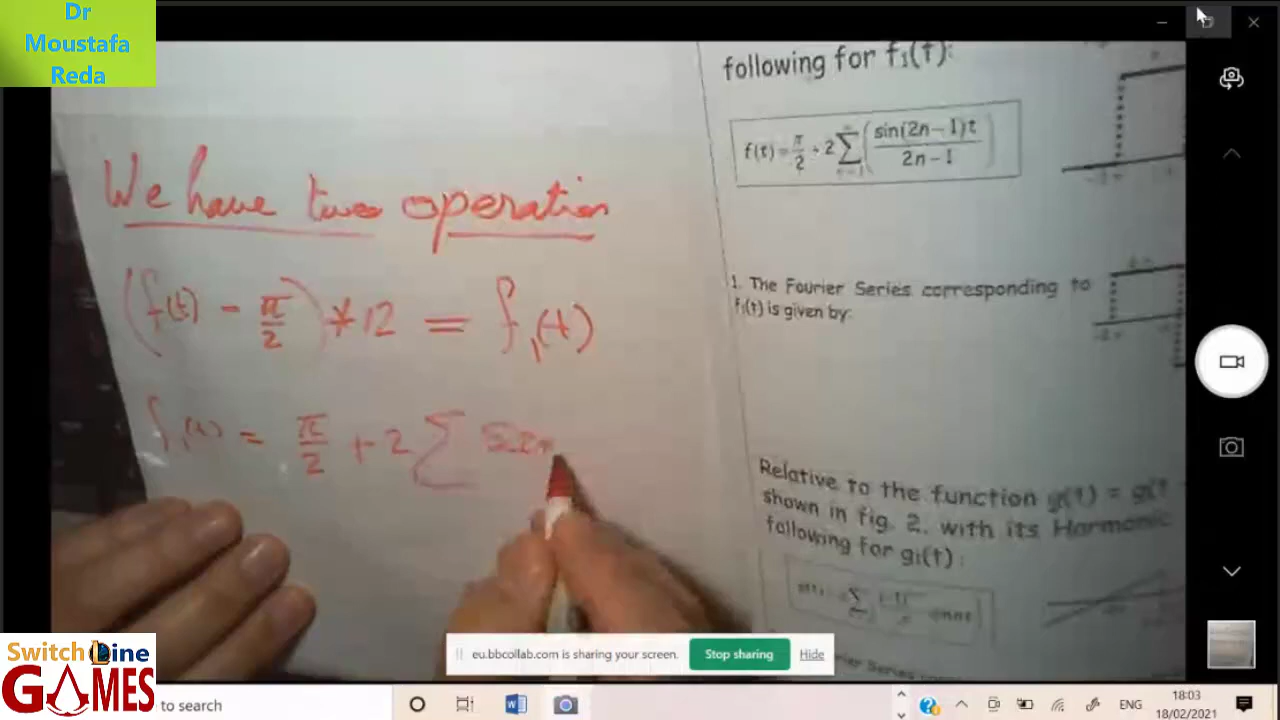 Dr
Moustafa
Reda
We have two operation
(f(t) - π/2) * 12 = f₁(t)
f₁(t) = π/2 + 2 ∑ Sin
following for f₁(t):
f(t) = π/2 + 2 ∑ (sin(2n-1)t / 2n-1)
1. The Fourier Series corresponding to
f₁(t) is given by:
Relative to the function g₁(t) = g(t
shown in fig. 2, with its Harmonic
following for g₁(t) :
eu.bbcollab.com is sharing your screen.
Stop sharing
Hide
Switch Line
GAMES
to search
ENG
18:03
18/02/2021